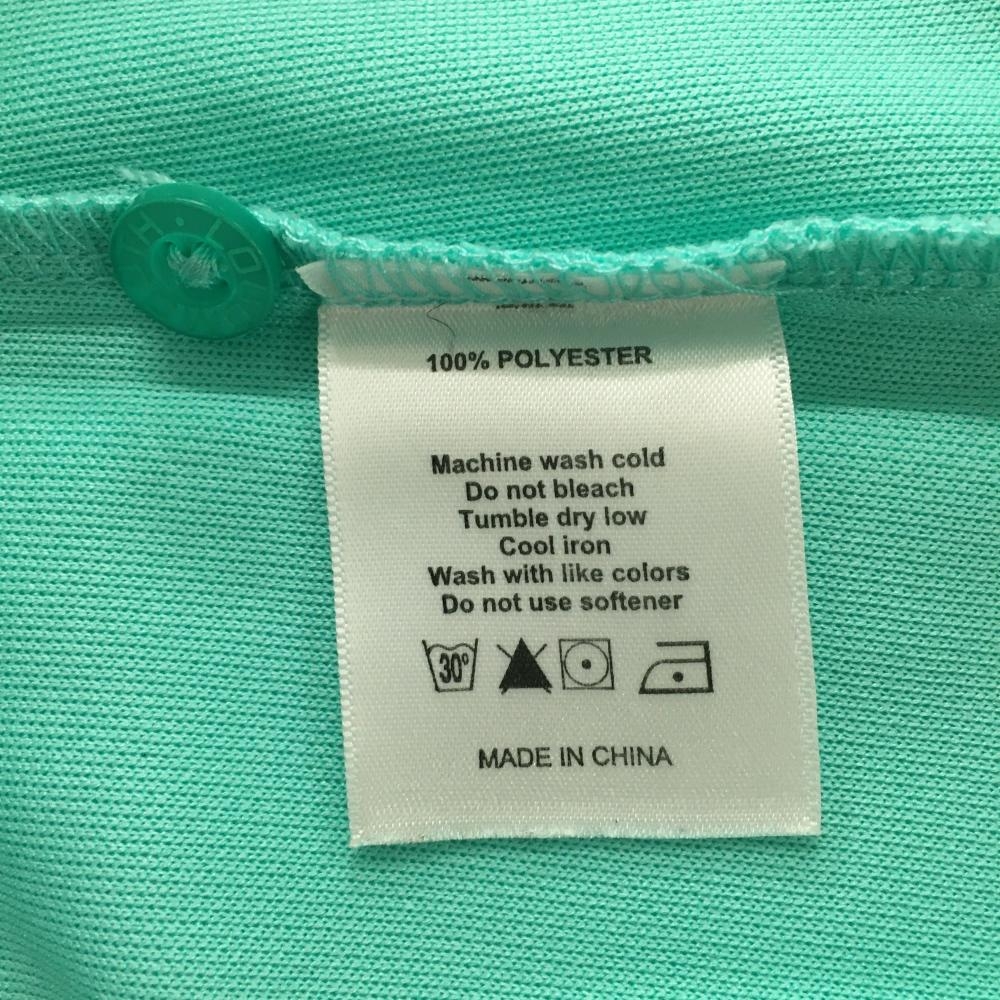 100% POLYESTER
Machine wash cold
Do not bleach
Tumble dry low
Cool iron
Wash with like colors
Do not use softener
30°
MADE IN CHINA